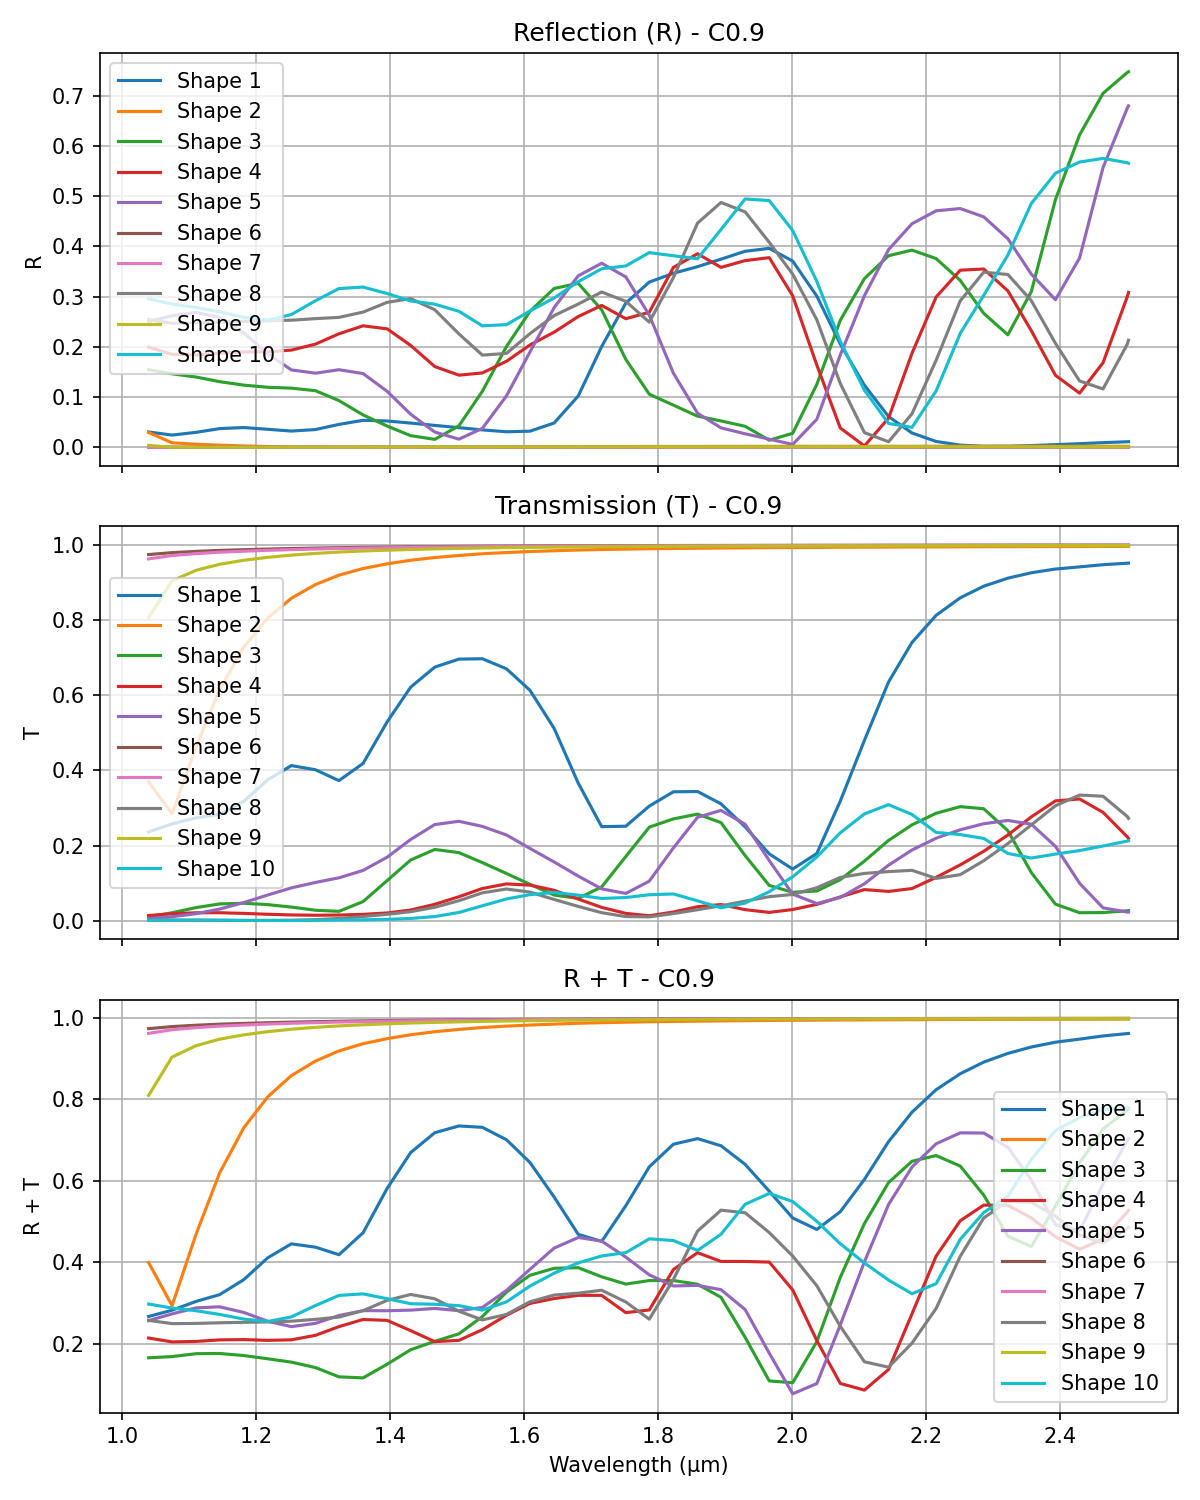 Reflection (R) - C0.9
R
0.7
0.6
0.5
0.4
0.3
0.2
0.1
0.0
Shape 1
Shape 2
Shape 3
Shape 4
Shape 5
Shape 6
Shape 7
Shape 8
Shape 9
Shape 10
Transmission (T) - C0.9
T
1.0
0.8
0.6
0.4
0.2
0.0
Shape 1
Shape 2
Shape 3
Shape 4
Shape 5
Shape 6
Shape 7
Shape 8
Shape 9
Shape 10
R + T - C0.9
R + T
1.0
0.8
0.6
0.4
0.2
Shape 1
Shape 2
Shape 3
Shape 4
Shape 5
Shape 6
Shape 7
Shape 8
Shape 9
Shape 10
1.0 1.2 1.4 1.6 1.8 2.0 2.2 2.4
Wavelength (μm)